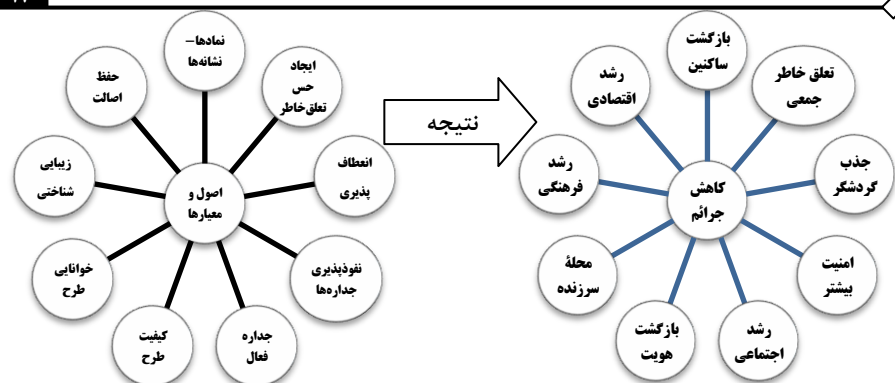 نمادها–
نشانه‌ها
ایجاد
حس
تعلق‌خاطر
انعطاف
پذیری
نفوذپذیری
جداره‌ها
جداره
فعال
کیفیت
طرح
خوانایی
طرح
زیبایی
شناختی
حفظ
اصالت
اصول و
معیارها
نتیجه
بازگشت
ساکنین
تعلق خاطر
جمعی
جذب
گردشگر
امنیت
بیشتر
رشد
اجتماعی
بازگشت
هویت
محلۀ
سرزنده
رشد
فرهنگی
رشد
اقتصادی
کاهش
جرائم